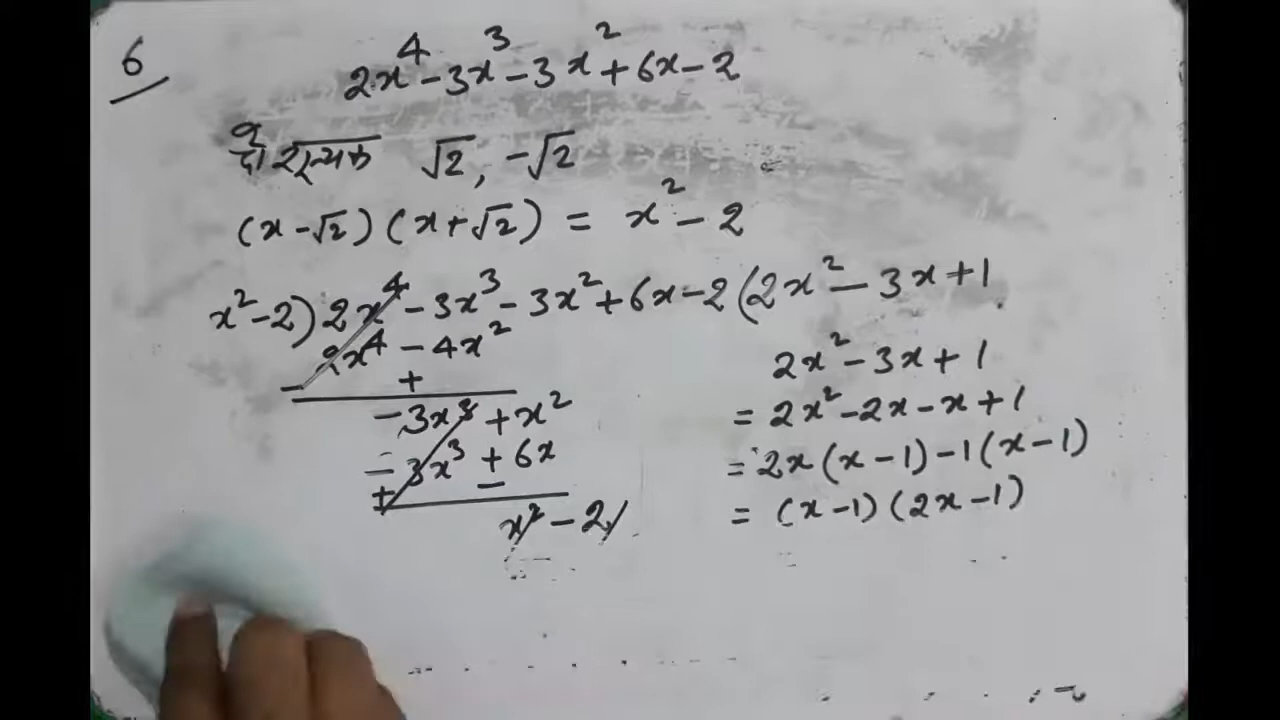 6
2x⁴ - 3x³ - 3x² + 6x - 2
दो शून्यक √2, -√2
(x - √2) (x + √2) = x² - 2
x² - 2) 2x⁴ - 3x³ - 3x² + 6x - 2 (2x² - 3x + 1
2x⁴ - 4x²
- +
-3x³ + x²
-3x³ + 6x
+ -
x² - 2
2x² - 3x + 1
= 2x² - 2x - x + 1
= 2x (x - 1) - 1 (x - 1)
= (x - 1) (2x - 1)